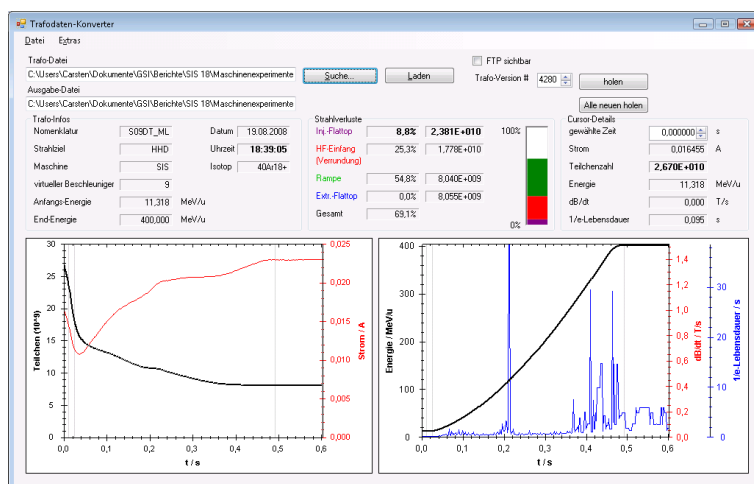 Trafodaten-Konverter
Datei Extras
Trafo-Datei
FTP sichtbar
C:\Users\Carsten\Dokumente\GSI\Berichte\SIS 18\Maschinenexperimente
Suche...
Laden
Trafo-Version # 4280
holen
Ausgabe-Datei
C:\Users\Carsten\Dokumente\GSI\Berichte\SIS 18\Maschinenexperimente
Alle neuen holen
Trafo-Infos
Nomenklatur S09DT_ML Datum 19.08.2008
Strahlziel HHD Uhrzeit 18:39:05
Maschine SIS Isotop 40Ar18+
virtueller Beschleuniger 9
Anfangs-Energie 11,318 MeV/u
End-Energie 400,000 MeV/u
Strahlverluste
Inj.-Flattop 8,8% 2,381E+010
HF-Einfang 25,3% 1,778E+010
(Verrundung)
Rampe 54,8% 8,040E+009
Extr.-Flattop 0,0% 8,055E+009
Gesamt 69,1%
100%
0%
Cursor-Details
gewählte Zeit 0,000000 s
Strom 0,016455 A
Teilchenzahl 2,670E+010
Energie 11,318 MeV/u
dB/dt 0,000 T/s
1/e-Lebensdauer 0,095 s
Teilchen (10^9)
30
25
20
15
10
5
0
0,0 0,1 0,2 0,3 0,4 0,5 0,6
t / s
0,025
0,020
0,015
0,010
0,005
0,000
Strom / A
Energie / MeV/u
400
300
200
100
0
0,0 0,1 0,2 0,3 0,4 0,5 0,6
t / s
1,4
1,2
1,0
0,8
0,6
0,4
0,2
0,0
dB/dt / T/s
30
20
10
0
1/e-Lebensdauer / s